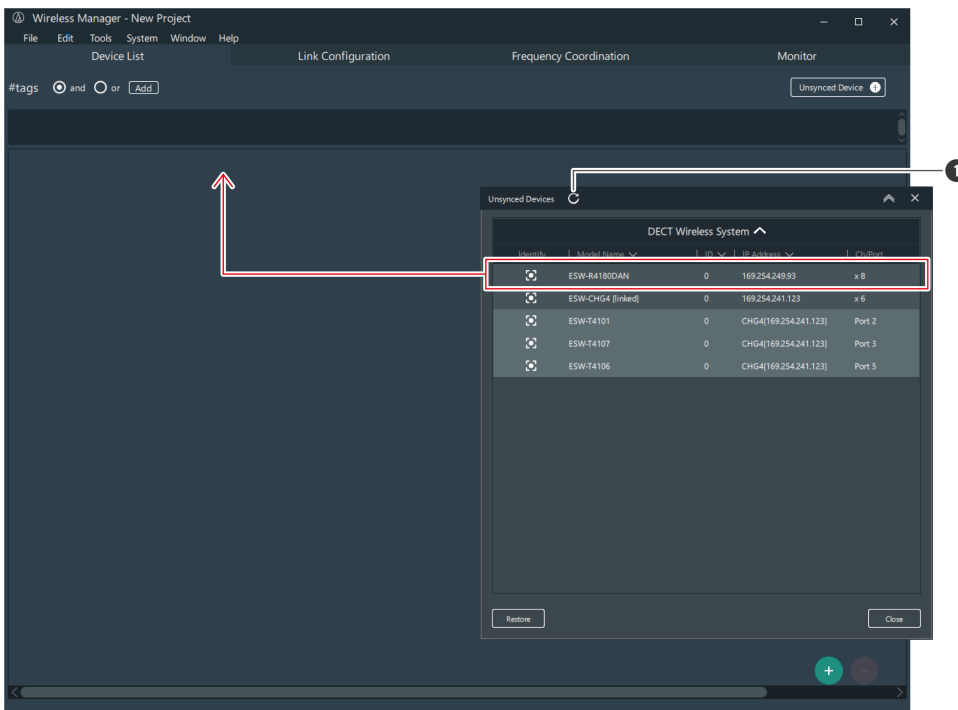 Wireless Manager - New Project
File Edit Tools System Window Help
Device List Link Configuration Frequency Coordination Monitor
#tags and or Add Unsynced Device
1
Unsynced Devices
DECT Wireless System
Identify Model Name ID IP Address Ch/Port
ESW-R4180DAN 0 169.254.249.93 x 8
ESW-CHG4 [linked] 0 169.254.241.123 x 6
ESW-T4101 0 CHG4[169.254.241.123] Port 2
ESW-T4107 0 CHG4[169.254.241.123] Port 3
ESW-T4106 0 CHG4[169.254.241.123] Port 5
Restore Close